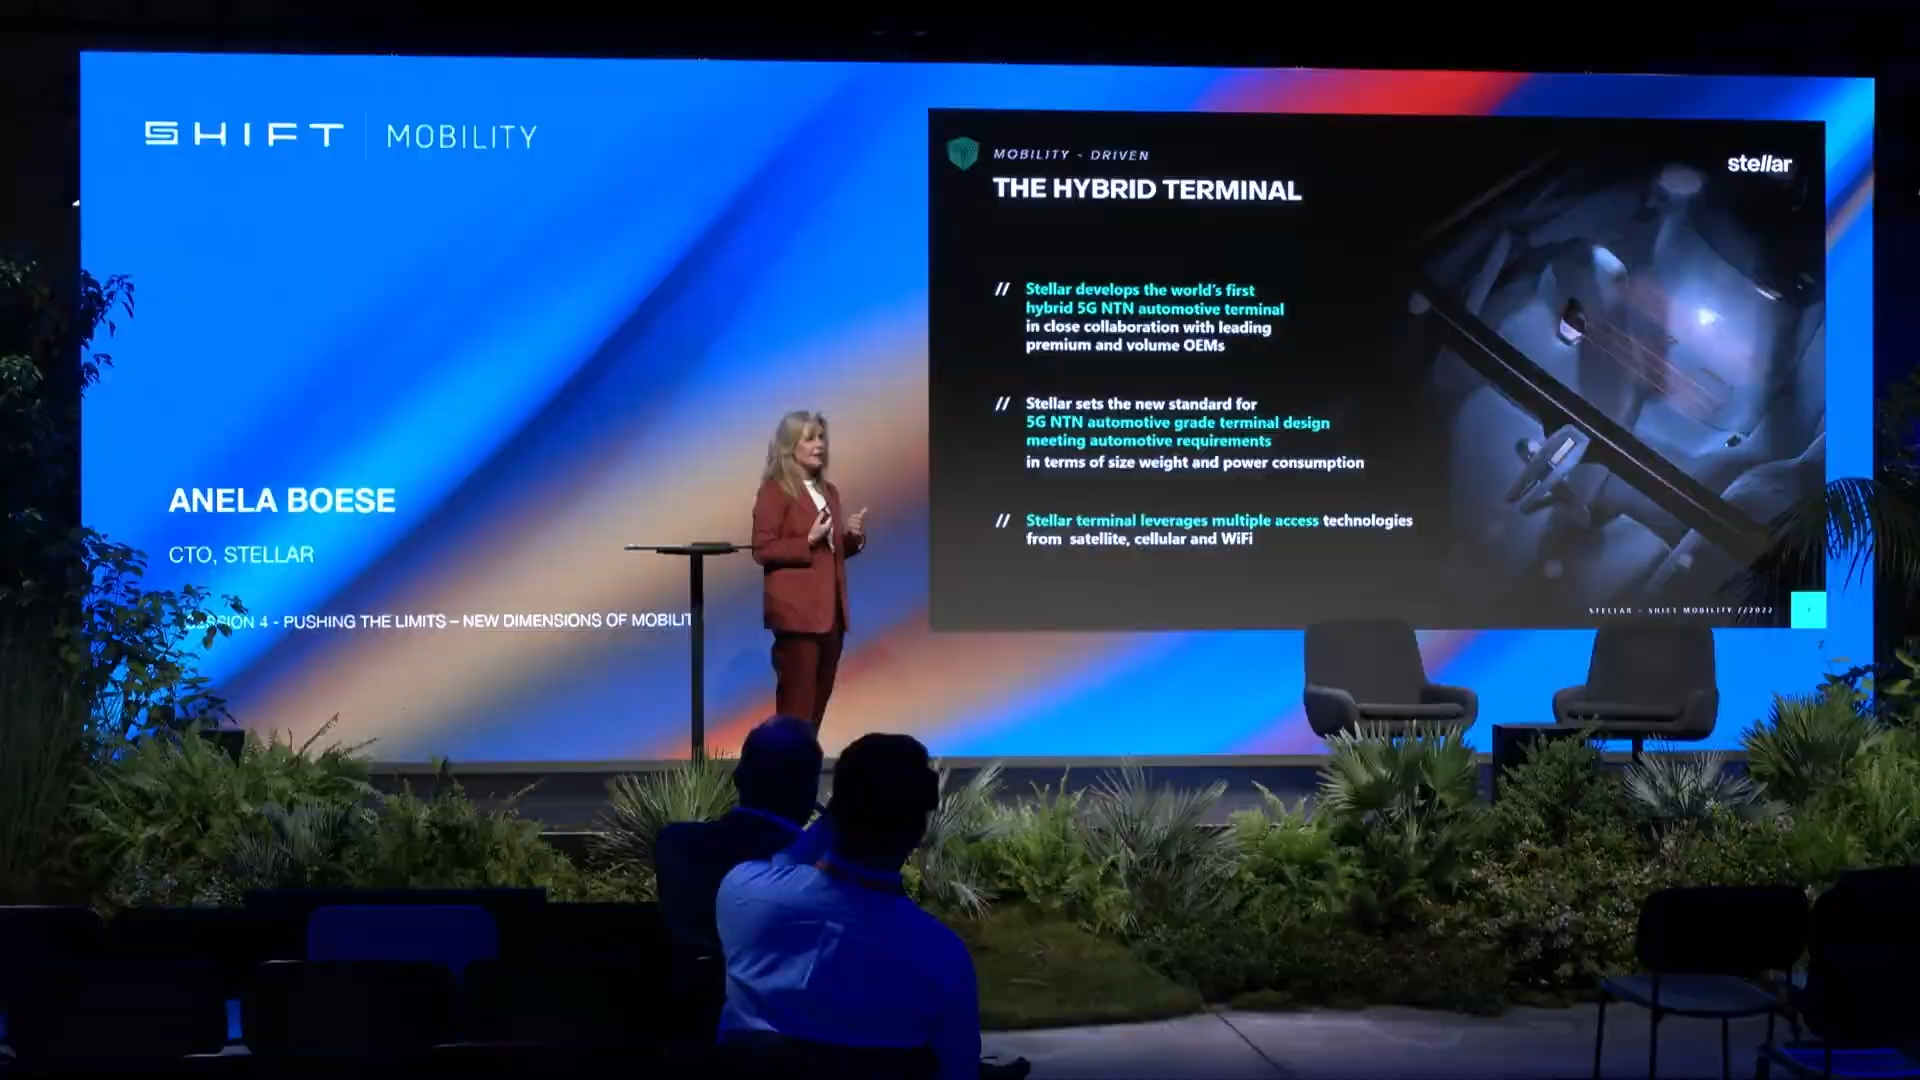 SHIFT MOBILITY
ANELA BOESE
CTO, STELLAR
SESSION 4 - PUSHING THE LIMITS – NEW DIMENSIONS OF MOBILIT
MOBILITY - DRIVEN
stellar
THE HYBRID TERMINAL
// Stellar develops the world's first
hybrid 5G NTN automotive terminal
in close collaboration with leading
premium and volume OEMs
// Stellar sets the new standard for
5G NTN automotive grade terminal design
meeting automotive requirements
in terms of size weight and power consumption
// Stellar terminal leverages multiple access technologies
from satellite, cellular and WiFi
STELLAR - SHIFT MOBILITY //2022